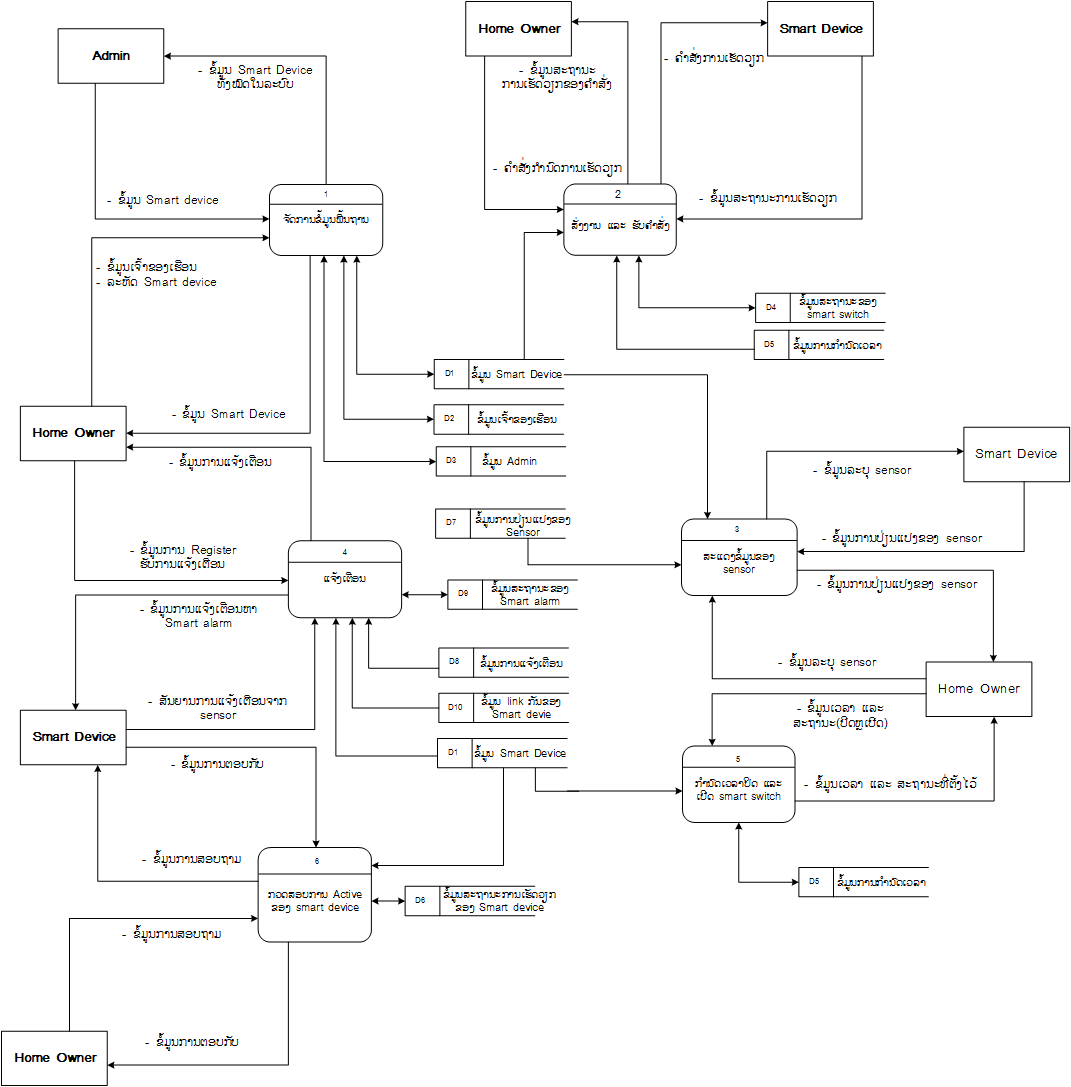 Home Owner
Smart Device
Admin
- ຂໍ້ມູນ Smart Device
ທັງໝົດໃນລະບົບ
- ຂໍ້ມູນສະຖານະ
ການເຮັດວຽກຂອງຄຳສັ່ງ
- ຄຳສັ່ງການເຮັດວຽກ
- ຄຳສັ່ງກຳນົດການເຮັດວຽກ
- ຂໍ້ມູນ Smart device
1
ຈັດການຂໍ້ມູນພື້ນຖານ
2
ສັ່ງງານ ແລະ ຮັບຄຳສັ່ງ
- ຂໍ້ມູນສະຖານະການເຮັດວຽກ
- ຂໍ້ມູນເຈົ້າຂອງເຮືອນ
- ລະຫັດ Smart device
D4
ຂໍ້ມູນສະຖານະຂອງ
smart switch
D5
ຂໍ້ມູນການກຳນົດເວລາ
D1
ຂໍ້ມູນ Smart Device
- ຂໍ້ມູນ Smart Device
D2
ຂໍ້ມູນເຈົ້າຂອງເຮືອນ
Home Owner
- ຂໍ້ມູນການແຈ້ງເຕືອນ
D3
ຂໍ້ມູນ Admin
Smart Device
- ຂໍ້ມູນລະບຸ sensor
D7
ຂໍ້ມູນການປ່ຽນແປງຂອງ
Sensor
3
ສະແດງຂໍ້ມູນຂອງ
sensor
- ຂໍ້ມູນການປ່ຽນແປງຂອງ sensor
- ຂໍ້ມູນການ Register
ຮັບການແຈ້ງເຕືອນ
4
ແຈ້ງເຕືອນ
- ຂໍ້ມູນການປ່ຽນແປງຂອງ sensor
D9
ຂໍ້ມູນສະຖານະຂອງ
Smart alarm
- ຂໍ້ມູນການແຈ້ງເຕືອນຫາ
Smart alarm
D8
ຂໍ້ມູນການແຈ້ງເຕືອນ
- ຂໍ້ມູນລະບຸ sensor
Home Owner
- ສັນຍານການແຈ້ງເຕືອນຈາກ
sensor
D10
ຂໍ້ມູນ link ກັນຂອງ
Smart devie
- ຂໍ້ມູນເວລາ ແລະ
ສະຖານະ(ປິດຫຼຼເປີດ)
Smart Device
D1
ຂໍ້ມູນ Smart Device
- ຂໍ້ມູນການຕອບກັບ
5
ກຳນົດເວລາປິດ ແລະ
ເປີດ smart switch
- ຂໍ້ມູນເວລາ ແລະ ສະຖານະທີ່ຕັ້ງໄວ້
- ຂໍ້ມູນການສອບຖາມ
6
ກວດສອບການ Active
ຂອງ smart device
D6
ຂໍ້ມູນສະຖານະການເຮັດວຽກ
ຂອງ Smart device
D5
ຂໍ້ມູນການກຳນົດເວລາ
- ຂໍ້ມູນການສອບຖາມ
- ຂໍ້ມູນການຕອບກັບ
Home Owner